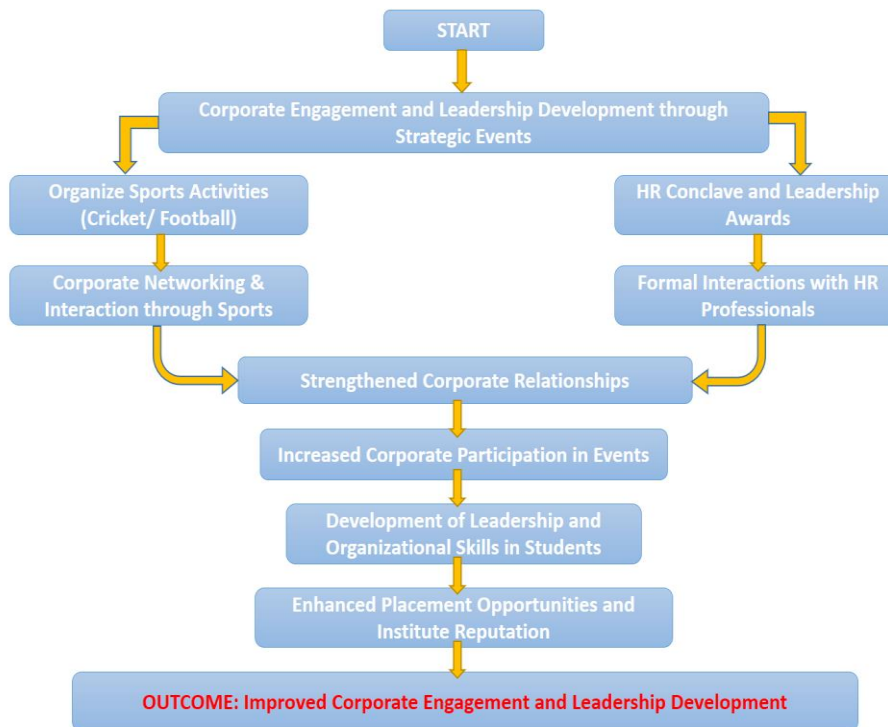 START
Corporate Engagement and Leadership Development through
Strategic Events
Organize Sports Activities
(Cricket/ Football)
HR Conclave and Leadership
Awards
Corporate Networking &
Interaction through Sports
Formal Interactions with HR
Professionals
Strengthened Corporate Relationships
Increased Corporate Participation in Events
Development of Leadership and
Organizational Skills in Students
Enhanced Placement Opportunities and
Institute Reputation
OUTCOME: Improved Corporate Engagement and Leadership Development